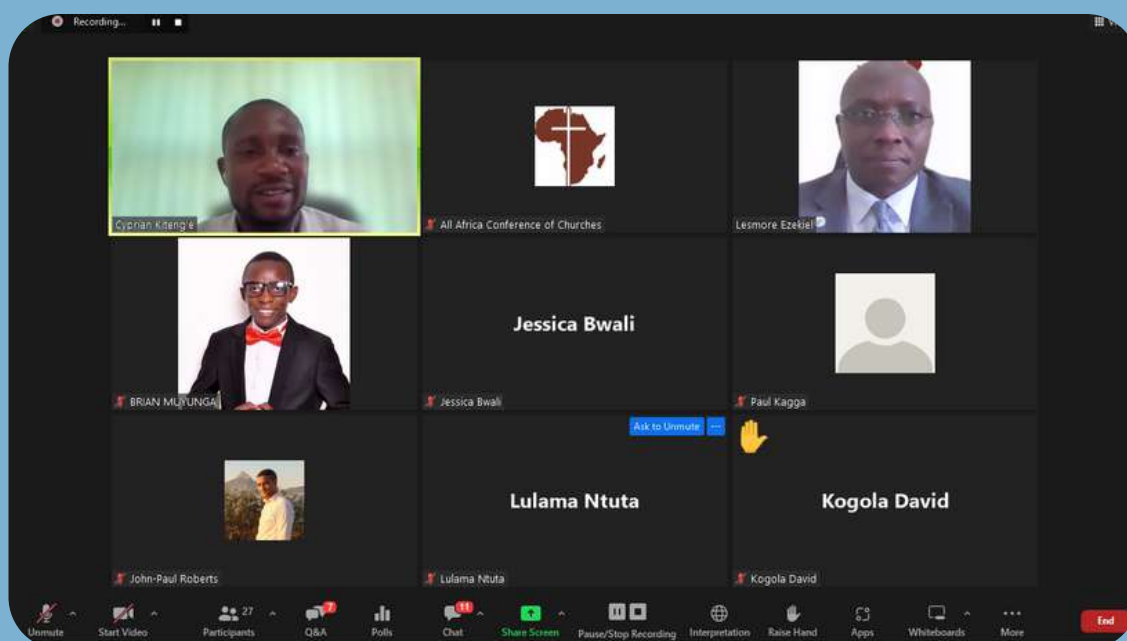 Recording...
Cyprian Kiteng'e
All Africa Conference of Churches
Lesmore Ezekiel
BRIAN MUYUNGA
Jessica Bwali
Jessica Bwali
Paul Kagga
Ask to Unmute
John-Paul Roberts
Lulama Ntuta
Lulama Ntuta
Kogola David
Kogola David
Unmute
Start Video
27
Participants
7
Q&A
Polls
11
Chat
Share Screen
Pause/Stop Recording
Interpretation
Raise Hand
Apps
Whiteboards
More
End